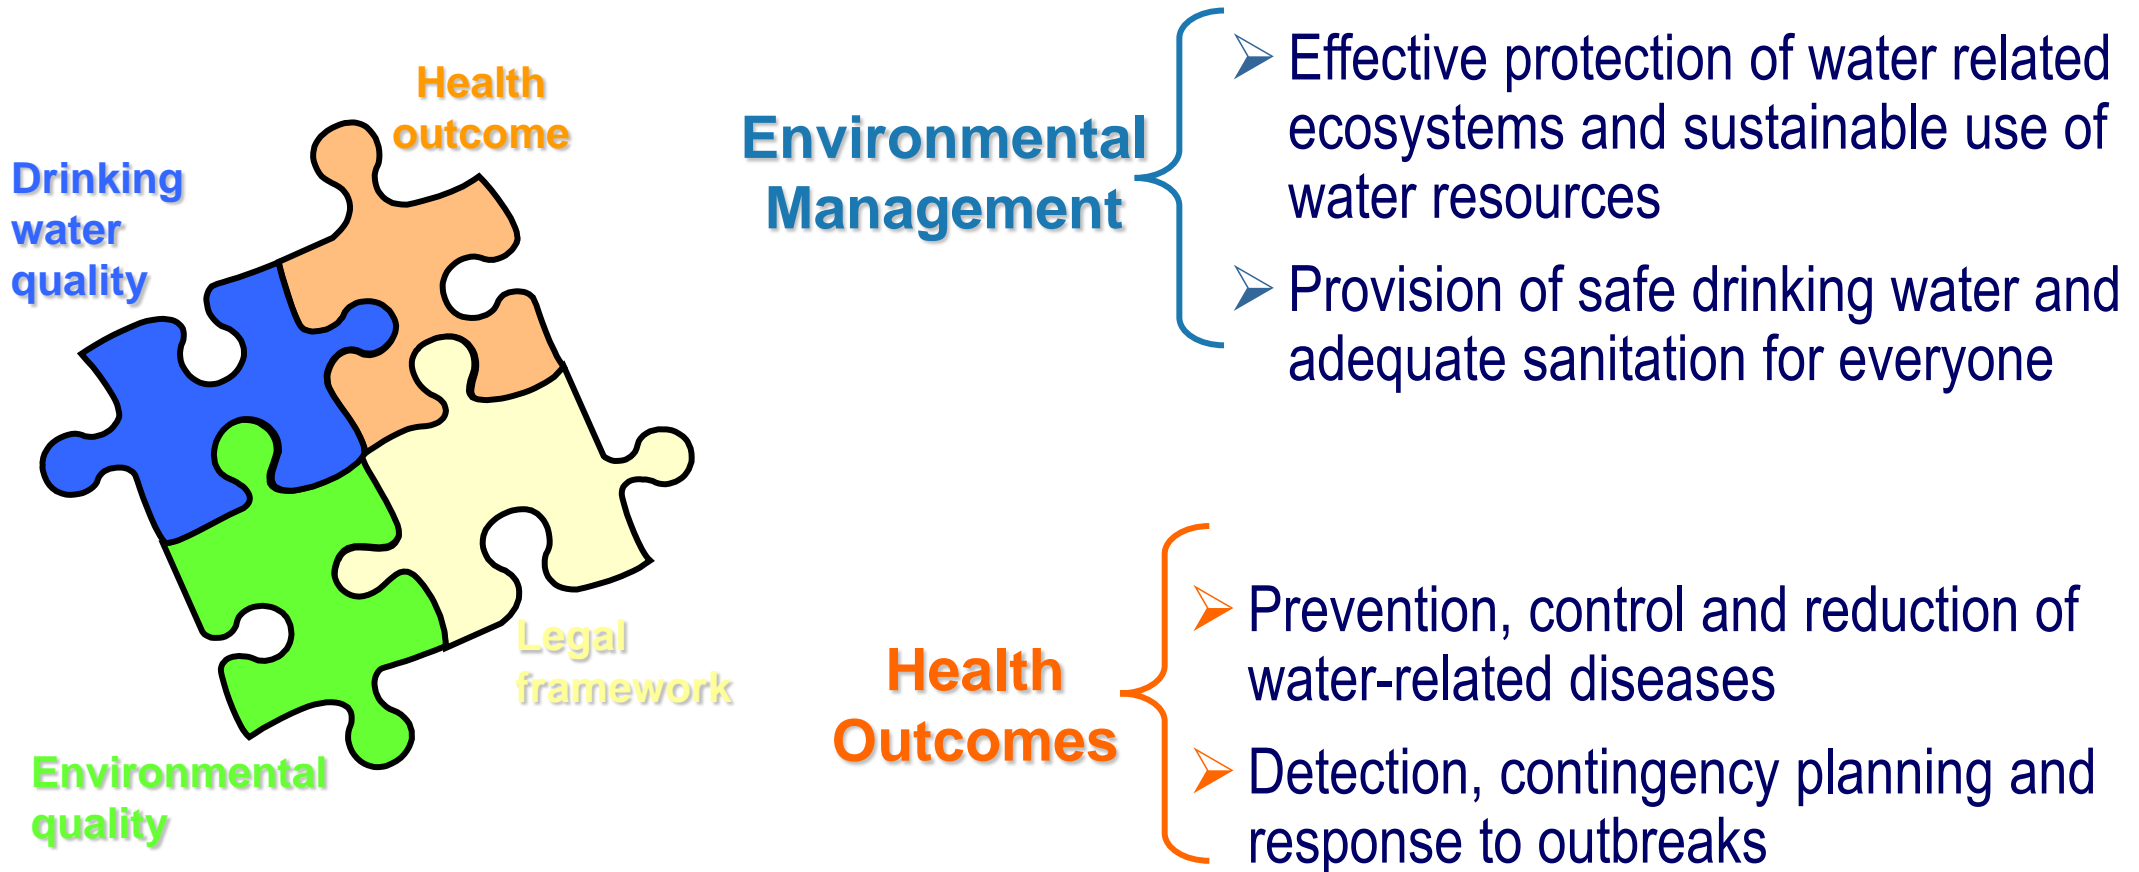 Health
outcome
Drinking
water
quality
Legal
framework
Environmental
quality
Environmental
Management
Effective protection of water related
ecosystems and sustainable use of
water resources
Provision of safe drinking water and
adequate sanitation for everyone
Health
Outcomes
Prevention, control and reduction of
water-related diseases
Detection, contingency planning and
response to outbreaks